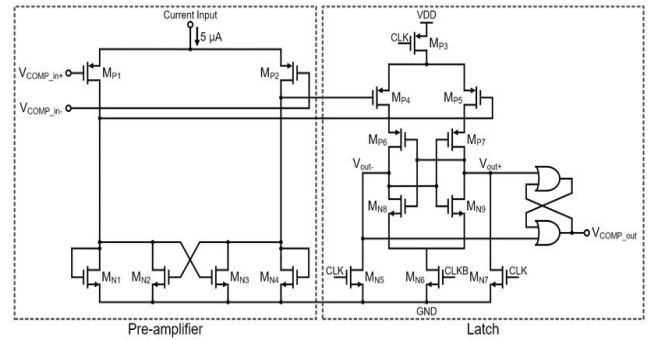 Current Input
5 μA
VDD
CLK
MP3
VCOMP_in+
MP1
MP2
MP4
MP5
VCOMP_in-
MP6
MP7
Vout-
Vout+
MN8
MN9
VCOMP_out
MN1
MN2
MN3
MN4
CLK
MN5
MN6
CLKB
MN7
CLK
GND
Pre-amplifier
Latch